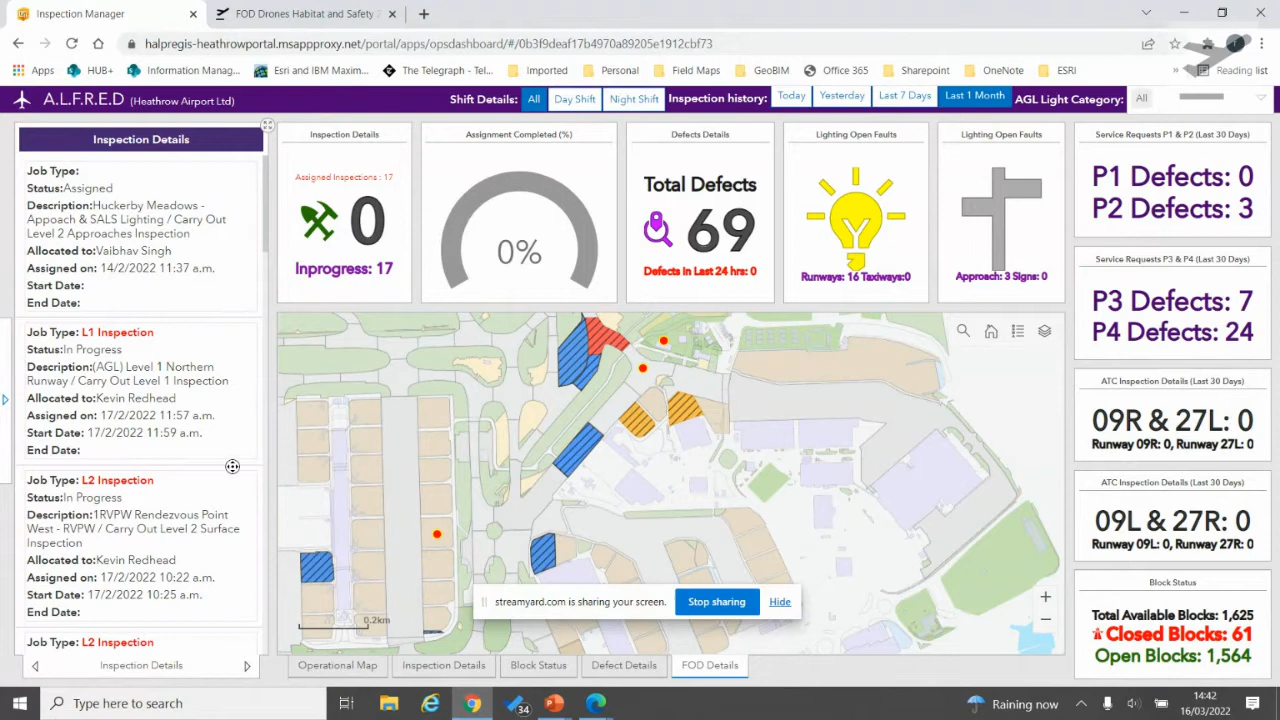 Inspection Manager
FOD Drones Habitat and Safety 2
halpregis-heathrowportal.msappproxy.net/portal/apps/opsdashboard/#/0b3f9deaf17b4970a89205e1912cbf73
Apps HUB+ Information Manag... Esri and IBM Maxim... The Telegraph - Tel... Imported Personal Field Maps GeoBIM Office 365 Sharepoint OneNote ESRI » Reading list
A.L.F.R.E.D (Heathrow Airport Ltd) Shift Details: All Day Shift Night Shift Inspection history: Today Yesterday Last 7 Days Last 1 Month AGL Light Category: All
Inspection Details
Job Type:
Status:Assigned
Description:Huckerby Meadows -
Appoach & SALS Lighting / Carry Out
Level 2 Approaches Inspection
Allocated to:Vaibhav Singh
Assigned on: 14/2/2022 11:37 a.m.
Start Date:
End Date:
Job Type: L1 Inspection
Status:In Progress
Description:(AGL) Level 1 Northern
Runway / Carry Out Level 1 Inspection
Allocated to:Kevin Redhead
Assigned on: 17/2/2022 11:57 a.m.
Start Date: 17/2/2022 11:59 a.m.
End Date:
Job Type: L2 Inspection
Status:In Progress
Description:1RVPW Rendezvous Point
West - RVPW / Carry Out Level 2 Surface
Inspection
Allocated to:Kevin Redhead
Assigned on: 17/2/2022 10:22 a.m.
Start Date: 17/2/2022 10:25 a.m.
End Date:
Job Type: L2 Inspection
Inspection Details
Inspection Details
Assigned Inspections : 17
0
Inprogress: 17
Assignment Completed (%)
0%
Defects Details
Total Defects
69
Defects In Last 24 hrs: 0
Lighting Open Faults
Runways: 16 Taxiways:0
Lighting Open Faults
Approach: 3 Signs: 0
0.2km
streamyard.com is sharing your screen. Stop sharing Hide
Operational Map Inspection Details Block Status Defect Details FOD Details
Service Requests P1 & P2 (Last 30 Days)
P1 Defects: 0
P2 Defects: 3
Service Requests P3 & P4 (Last 30 Days)
P3 Defects: 7
P4 Defects: 24
ATC Inspection Details (Last 30 Days)
09R & 27L: 0
Runway 09R: 0, Runway 27L: 0
ATC Inspection Details (Last 30 Days)
09L & 27R: 0
Runway 09L: 0, Runway 27R: 0
Block Status
Total Available Blocks: 1,625
Closed Blocks: 61
Open Blocks: 1,564
Type here to search
34
Raining now
14:42
16/03/2022